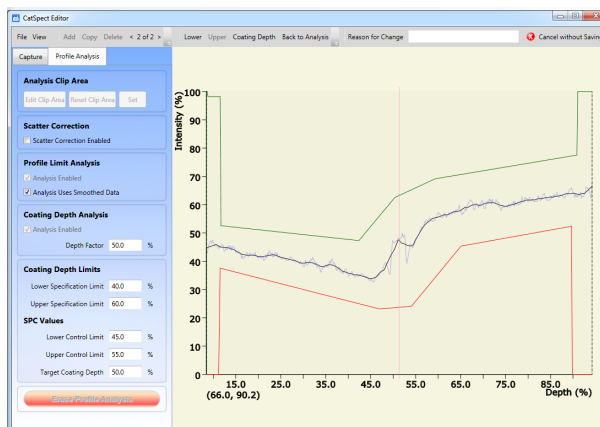 CatSpect Editor
File View Add Copy Delete < 2 of 2 > Lower Upper Coating Depth Back to Analysis Reason for Change Cancel without Saving
Capture Profile Analysis
Analysis Clip Area
Edit Clip Area Reset Clip Area Set
Scatter Correction
Scatter Correction Enabled
Profile Limit Analysis
Analysis Enabled
Analysis Uses Smoothed Data
Coating Depth Analysis
Analysis Enabled
Depth Factor 50.0 %
Coating Depth Limits
Lower Specification Limit 40.0 %
Upper Specification Limit 60.0 %
SPC Values
Lower Control Limit 45.0 %
Upper Control Limit 55.0 %
Target Coating Depth 50.0 %
Intensity (%)
100
90
80
70
60
50
40
30
20
10
0
15.0 25.0 35.0 45.0 55.0 65.0 75.0 85.0
(66.0, 90.2) Depth (%)